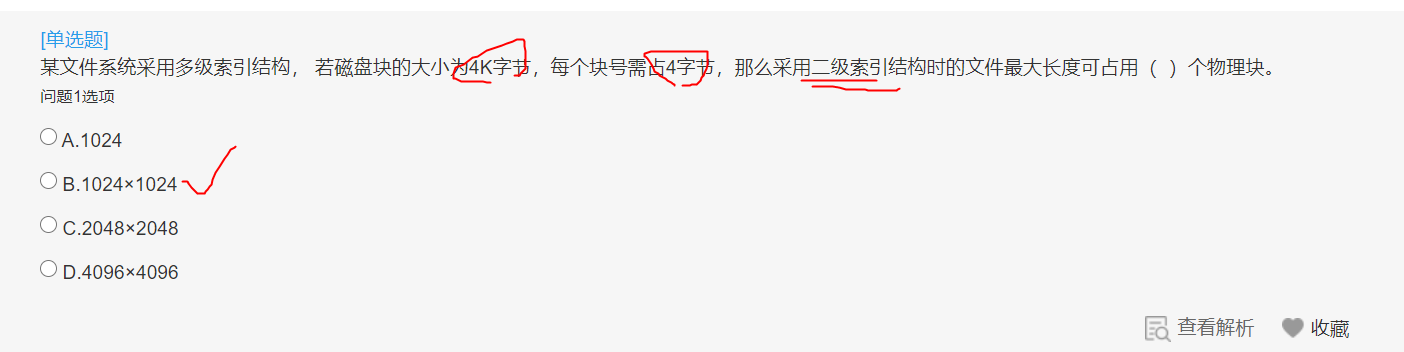 [单选题]
某文件系统采用多级索引结构， 若磁盘块的大小为4K字节，每个块号需占4字节，那么采用二级索引结构时的文件最大长度可占用（ ）个物理块。
问题1选项
A.1024
B.1024×1024
C.2048×2048
D.4096×4096
查看解析 收藏